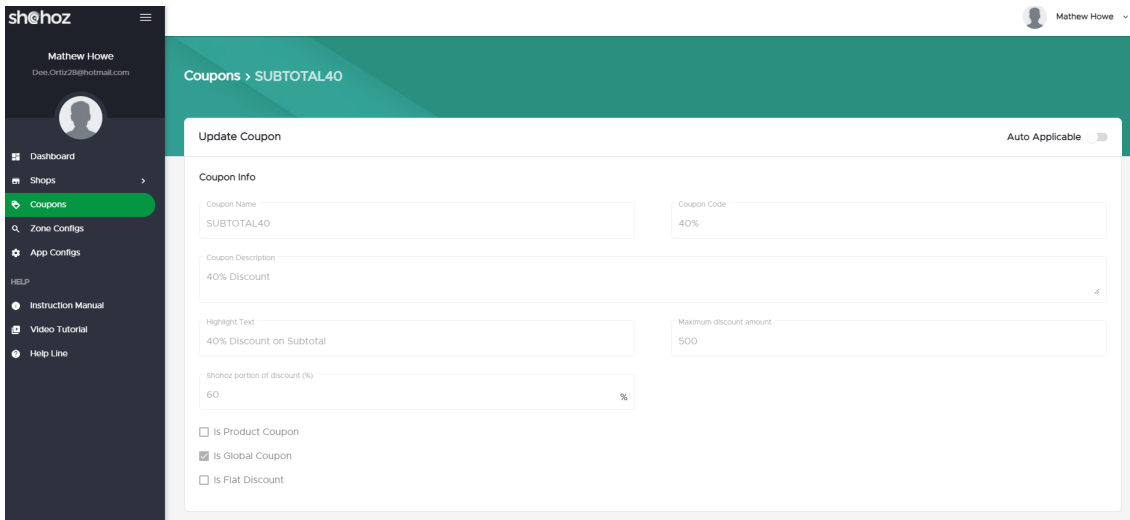 shohoz
Mathew Howe
Mathew Howe
Dee.Ortiz28@hotmail.com
Dashboard
Shops
Coupons
Zone Configs
App Configs
HELP
Instruction Manual
Video Tutorial
Help Line
Coupons > SUBTOTAL40
Update Coupon
Auto Applicable
Coupon Info
Coupon Name
SUBTOTAL40
Coupon Code
40%
Coupon Description
40% Discount
Highlight Text
40% Discount on Subtotal
Maximum discount amount
500
Shohoz portion of discount (%)
60
%
Is Product Coupon
Is Global Coupon
Is Flat Discount